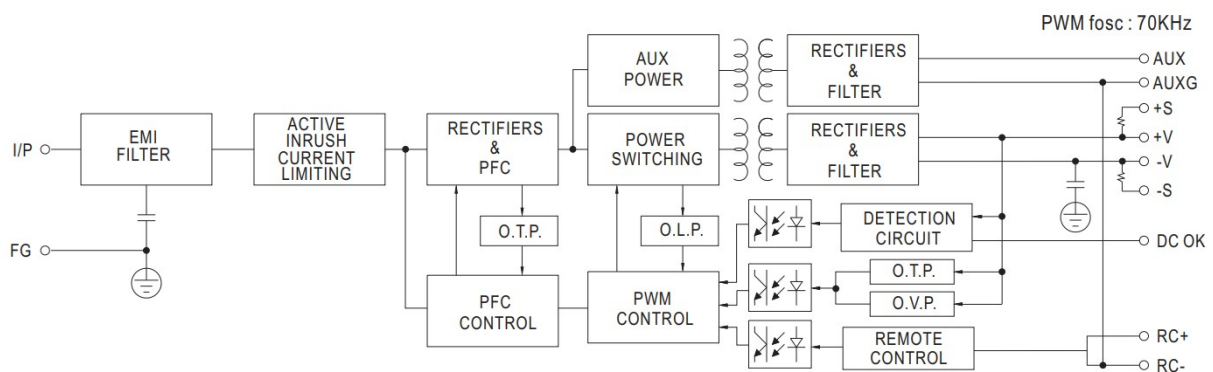 PWM fosc : 70KHz
AUX
POWER
RECTIFIERS
&
FILTER
AUX
AUXG
+S
I/P
EMI
FILTER
ACTIVE
INRUSH
CURRENT
LIMITING
RECTIFIERS
&
PFC
POWER
SWITCHING
RECTIFIERS
&
FILTER
+V
-V
-S
O.T.P.
O.L.P.
DETECTION
CIRCUIT
DC OK
FG
PFC
CONTROL
PWM
CONTROL
O.T.P.
O.V.P.
REMOTE
CONTROL
RC+
RC-